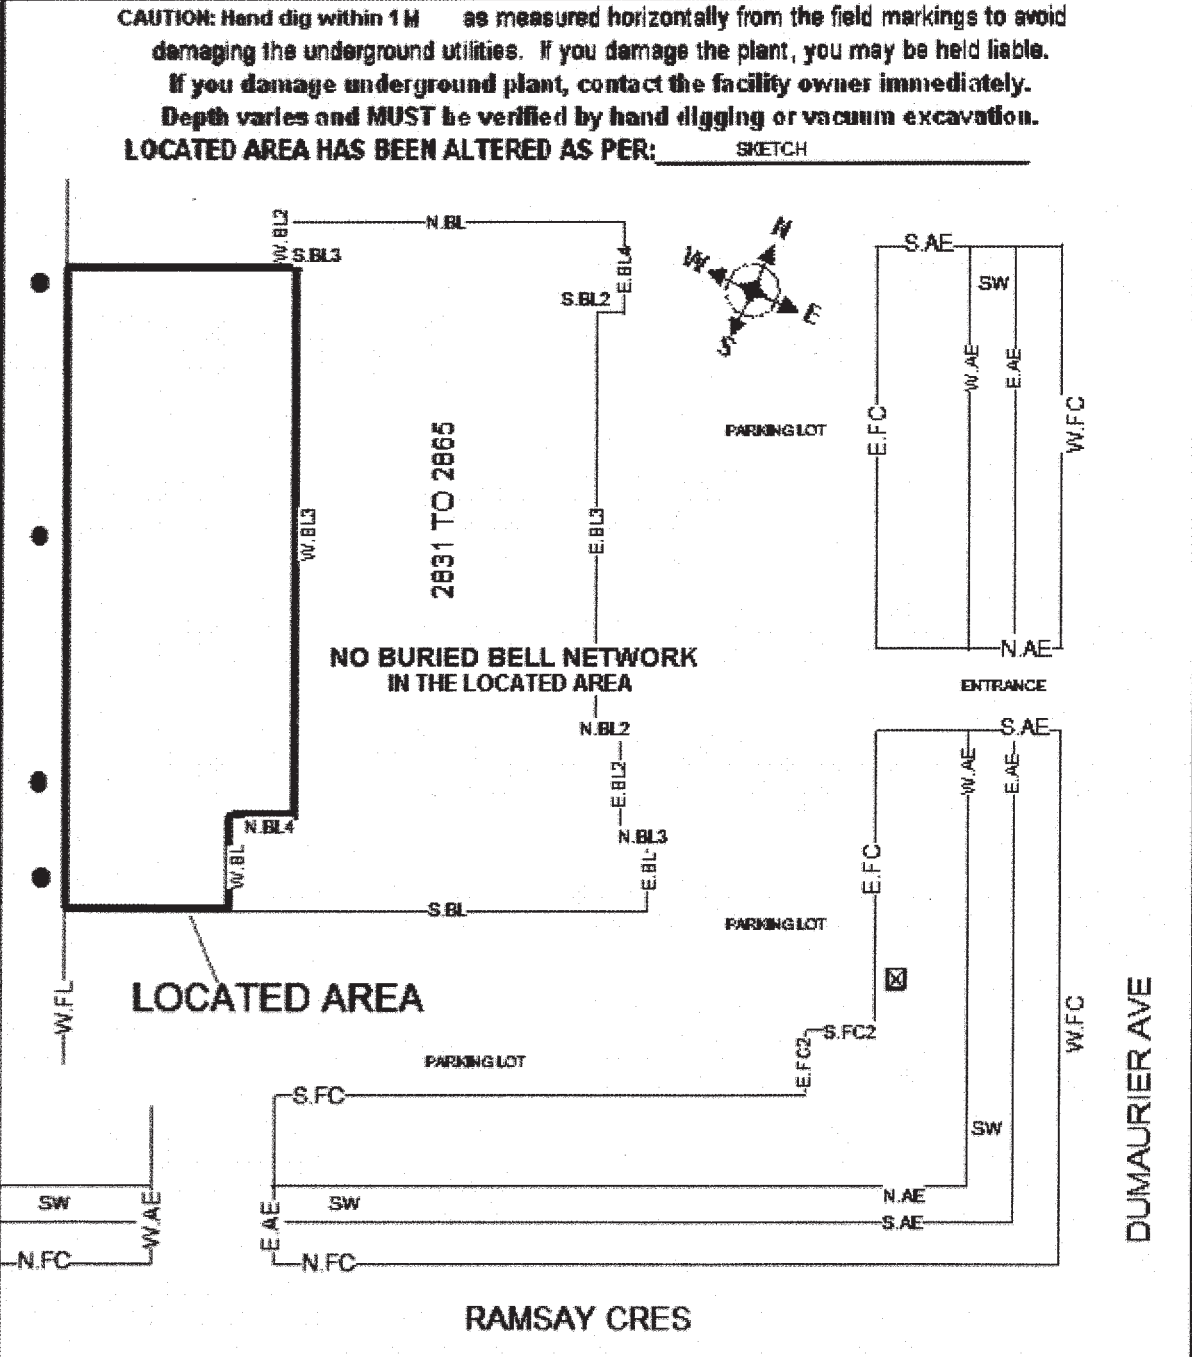 CAUTION: Hand dig within 1 M as measured horizontally from the field markings to avoid
damaging the underground utilities. If you damage the plant, you may be held liable.
If you damage underground plant, contact the facility owner immediately.
Depth varies and MUST be verified by hand digging or vacuum excavation.
LOCATED AREA HAS BEEN ALTERED AS PER: SKETCH
W.BL2
N.BL
S.BL3
E.BL4
S.BL2
N
W
E
S
S.AE
SW
W.AE
E.AE
E.FC
W.FC
PARKING LOT
2831 TO 2865
W.BL3
E.BL3
NO BURIED BELL NETWORK
IN THE LOCATED AREA
N.AE
ENTRANCE
N.BL2
S.AE
E.BL2
W.AE
E.AE
N.BL4
N.BL3
W.BL
E.BL
E.FC
S.BL
PARKING LOT
LOCATED AREA
W.FL
X
W.FC
DUMAURIER AVE
S.FC2
E.FC2
PARKING LOT
S.FC
SW
SW
W.AE
E.AE
SW
N.AE
S.AE
N.FC
N.FC
RAMSAY CRES